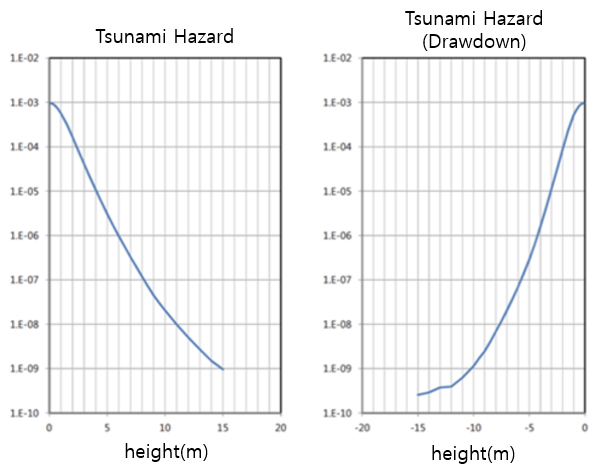 Tsunami Hazard
1.E-02
1.E-03
1.E-04
1.E-05
1.E-06
1.E-07
1.E-08
1.E-09
1.E-10
0
5
10
15
20
height(m)
Tsunami Hazard
(Drawdown)
1.E-02
1.E-03
1.E-04
1.E-05
1.E-06
1.E-07
1.E-08
1.E-09
1.E-10
-20
-15
-10
-5
0
height(m)